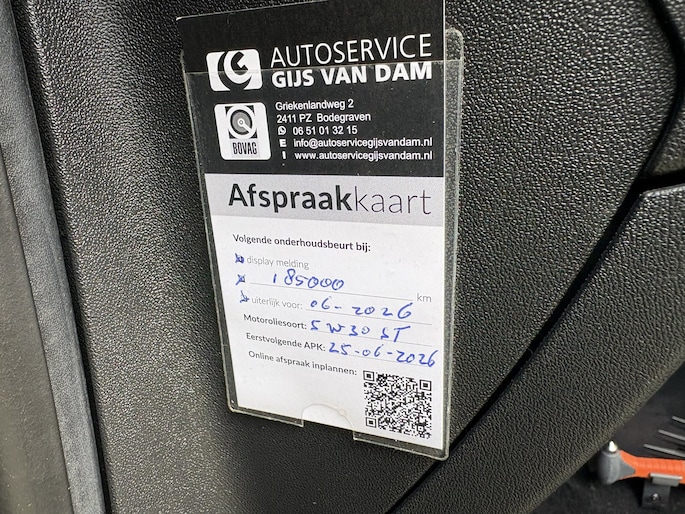 AUTOSERVICE
GIJS VAN DAM
BOVAG
Griekenlandweg 2
2411 PZ Bodegraven
06 51 01 32 15
E info@autoservicegijsvandam.nl
I www.autoservicegijsvandam.nl
Afspraakkaart
Volgende onderhoudsbeurt bij:
display melding
185000 km
uiterlijk voor: 06-2026
Motoroliesoort: 5W30 ST
Eerstvolgende APK: 25-06-2026
Online afspraak inplannen: